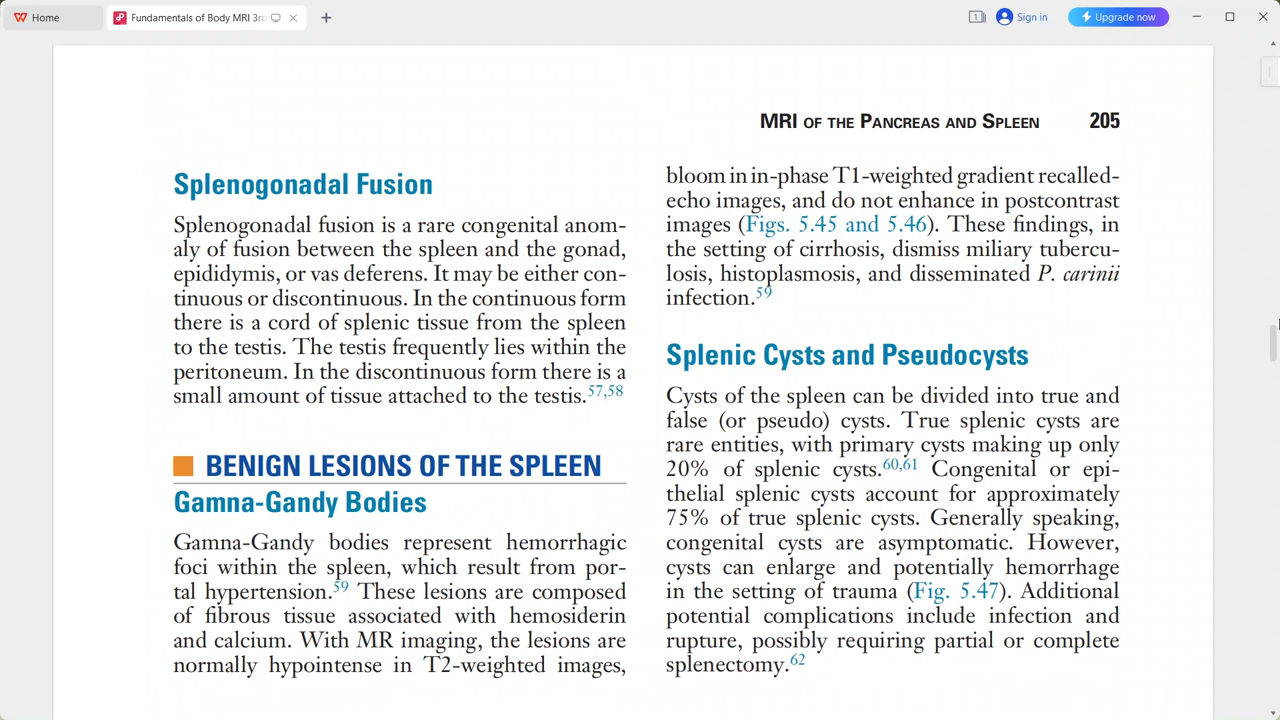 Home
Fundamentals of Body MRI 3rd
1
Sign in
Upgrade now
MRI OF THE PANCREAS AND SPLEEN 205
Splenogonadal Fusion
Splenogonadal fusion is a rare congenital anom-
aly of fusion between the spleen and the gonad,
epididymis, or vas deferens. It may be either con-
tinuous or discontinuous. In the continuous form
there is a cord of splenic tissue from the spleen
to the testis. The testis frequently lies within the
peritoneum. In the discontinuous form there is a
small amount of tissue attached to the testis.57,58
BENIGN LESIONS OF THE SPLEEN
Gamna-Gandy Bodies
Gamna-Gandy bodies represent hemorrhagic
foci within the spleen, which result from por-
tal hypertension.59 These lesions are composed
of fibrous tissue associated with hemosiderin
and calcium. With MR imaging, the lesions are
normally hypointense in T2-weighted images,
bloom in in-phase T1-weighted gradient recalled-
echo images, and do not enhance in postcontrast
images (Figs. 5.45 and 5.46). These findings, in
the setting of cirrhosis, dismiss miliary tubercu-
losis, histoplasmosis, and disseminated P. carinii
infection.59
Splenic Cysts and Pseudocysts
Cysts of the spleen can be divided into true and
false (or pseudo) cysts. True splenic cysts are
rare entities, with primary cysts making up only
20% of splenic cysts.60,61 Congenital or epi-
thelial splenic cysts account for approximately
75% of true splenic cysts. Generally speaking,
congenital cysts are asymptomatic. However,
cysts can enlarge and potentially hemorrhage
in the setting of trauma (Fig. 5.47). Additional
potential complications include infection and
rupture, possibly requiring partial or complete
splenectomy.62